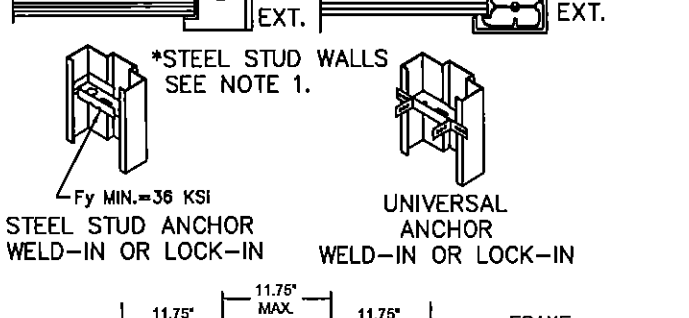 EXT.
EXT.
*STEEL STUD WALLS
SEE NOTE 1.
Fy MIN.=36 KSI
STEEL STUD ANCHOR
WELD-IN OR LOCK-IN
UNIVERSAL
ANCHOR
WELD-IN OR LOCK-IN
11.75"
MAX.
11.75"
11.75"